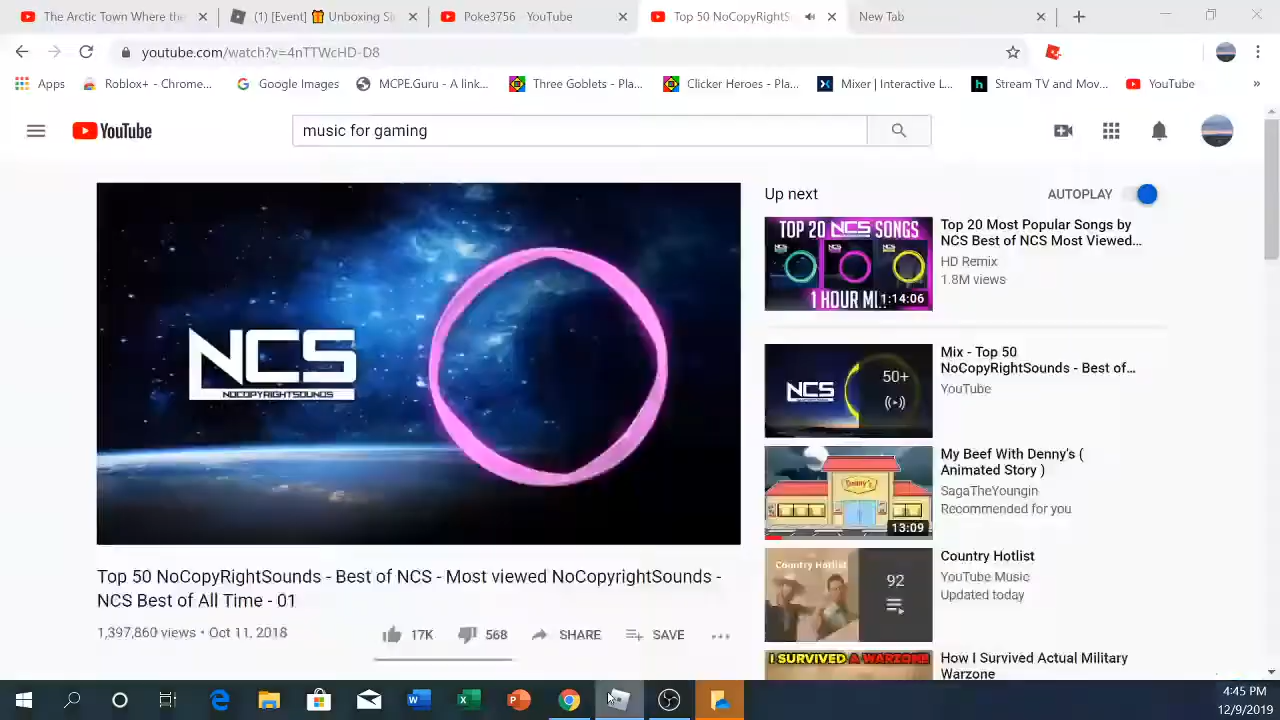 The Arctic Town Where the
(1) [Event] 🎁 Unboxing Si
roke3756 - YouTube
Top 50 NoCopyRightS
New Tab
youtube.com/watch?v=4nTTWcHD-D8
Apps
Roblox+ - Chrome...
Google Images
MCPE.Guru - A link...
Three Goblets - Pla...
Clicker Heroes - Pla...
Mixer | Interactive L...
Stream TV and Mov...
YouTube
»
YouTube
music for gaming
NCS
NOCOPYRIGHTSOUNDS
Top 50 NoCopyRightSounds - Best of NCS - Most viewed NoCopyrightSounds -
NCS Best of All Time - 01
1,397,860 views • Oct 11, 2018
17K
568
SHARE
SAVE
Up next
AUTOPLAY
TOP 20 NCS SONGS
1 HOUR MI
1:14:06
Top 20 Most Popular Songs by
NCS Best of NCS Most Viewed...
HD Remix
1.8M views
NCS
50+
Mix - Top 50
NoCopyRightSounds - Best of...
YouTube
Denny's
13:09
My Beef With Denny's (
Animated Story )
SagaTheYoungin
Recommended for you
Country Hotlist
92
Country Hotlist
YouTube Music
Updated today
I SURVIVED A WARZONE
How I Survived Actual Military
Warzone
4:45 PM
12/9/2019